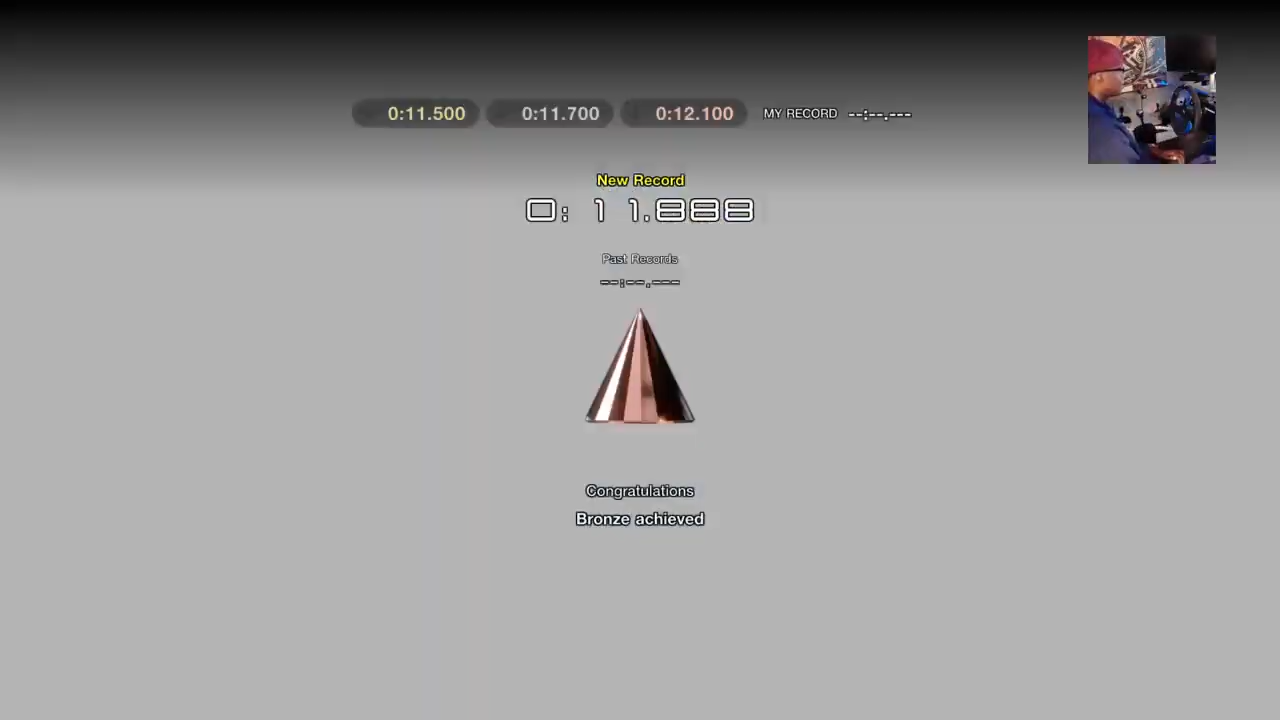 0:11.500 0:11.700 0:12.100 MY RECORD --:--.---
New Record
0:11.888
Past Records
--:--.---
Congratulations
Bronze achieved